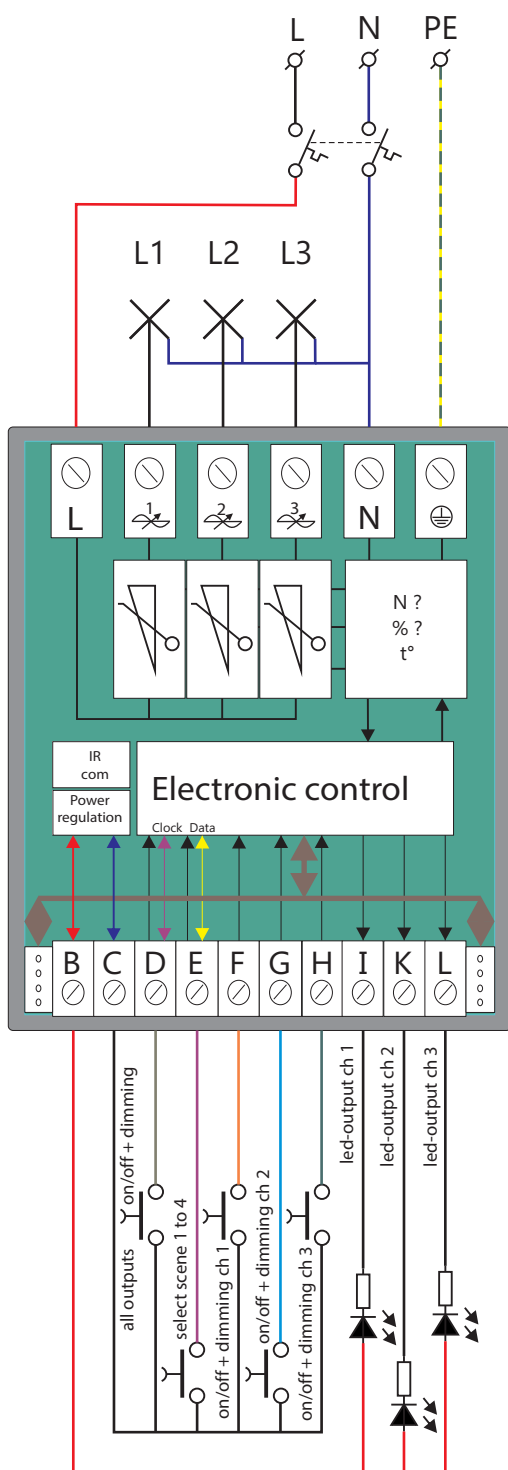 L N PE
L1 L2 L3
L 1 2 3 N
N ?
% ?
t°
IR
com
Power
regulation
Electronic control
Clock Data
B C D E F G H I K L
all outputs on/off + dimming
select scene 1 to 4
on/off + dimming ch 1
on/off + dimming ch 2
on/off + dimming ch 3
led-output ch 1
led-output ch 2
led-output ch 3